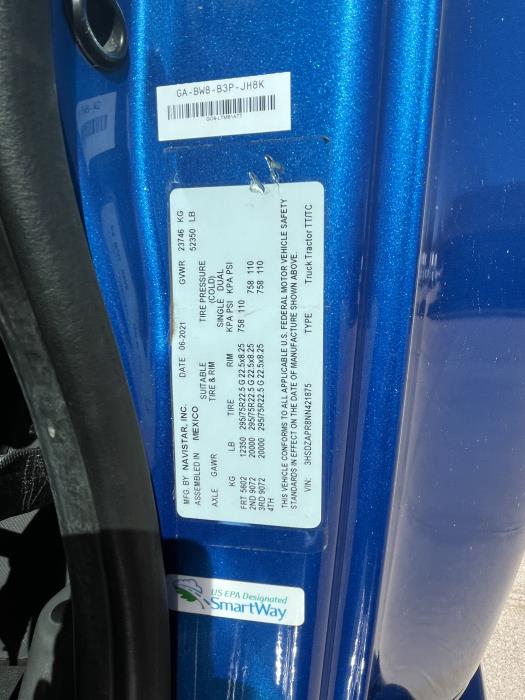 GA-BW8-B3P-JH8K
MFG BY NAVISTAR, INC. DATE 06-2021 GVWR 23746 KG
ASSEMBLED IN MEXICO 52350 LB
SUITABLE TIRE PRESSURE
AXLE GAWR TIRE & RIM (COLD)
SINGLE DUAL
KG LB TIRE RIM KPA PSI KPA PSI
FRT 5602 12350 295/75R22.5 G 22.5x8.25 758 110
2ND 9072 20000 295/75R22.5 G 22.5x8.25 758 110
3RD 9072 20000 295/75R22.5 G 22.5x8.25 758 110
4TH
THIS VEHICLE CONFORMS TO ALL APPLICABLE U.S. FEDERAL MOTOR VEHICLE SAFETY
STANDARDS IN EFFECT ON THE DATE OF MANUFACTURE SHOWN ABOVE.
VIN: 3HSDZAPR8NN421875 TYPE Truck Tractor TT/TC
US EPA Designated
SmartWay